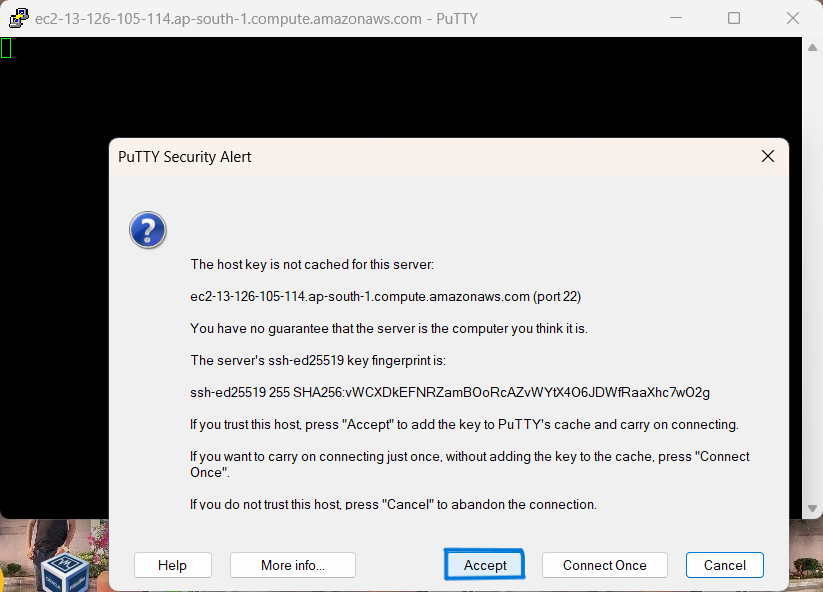 ec2-13-126-105-114.ap-south-1.compute.amazonaws.com - PuTTY
PuTTY Security Alert
The host key is not cached for this server:
ec2-13-126-105-114.ap-south-1.compute.amazonaws.com (port 22)
You have no guarantee that the server is the computer you think it is.
The server's ssh-ed25519 key fingerprint is:
ssh-ed25519 255 SHA256:vWCXDkEFNRZamBOoRcAZvWYtX4O6JDWfRaaXhc7wO2g
If you trust this host, press "Accept" to add the key to PuTTY's cache and carry on connecting.
If you want to carry on connecting just once, without adding the key to the cache, press "Connect
Once".
If you do not trust this host, press "Cancel" to abandon the connection.
Help More info... Accept Connect Once Cancel